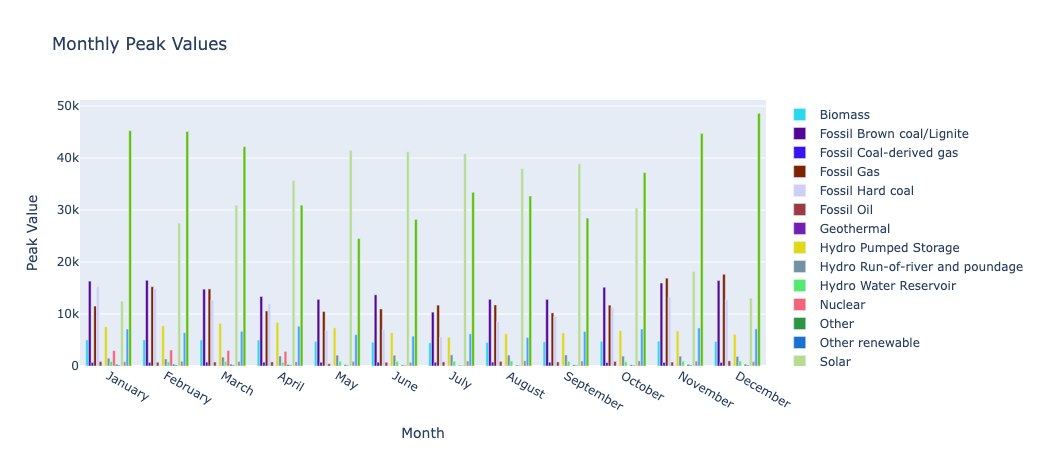 Monthly Peak Values
Peak Value
50k
40k
30k
20k
10k
0
January
February
March
April
May
June
July
August
September
October
November
December
Month
Biomass
Fossil Brown coal/Lignite
Fossil Coal-derived gas
Fossil Gas
Fossil Hard coal
Fossil Oil
Geothermal
Hydro Pumped Storage
Hydro Run-of-river and poundage
Hydro Water Reservoir
Nuclear
Other
Other renewable
Solar